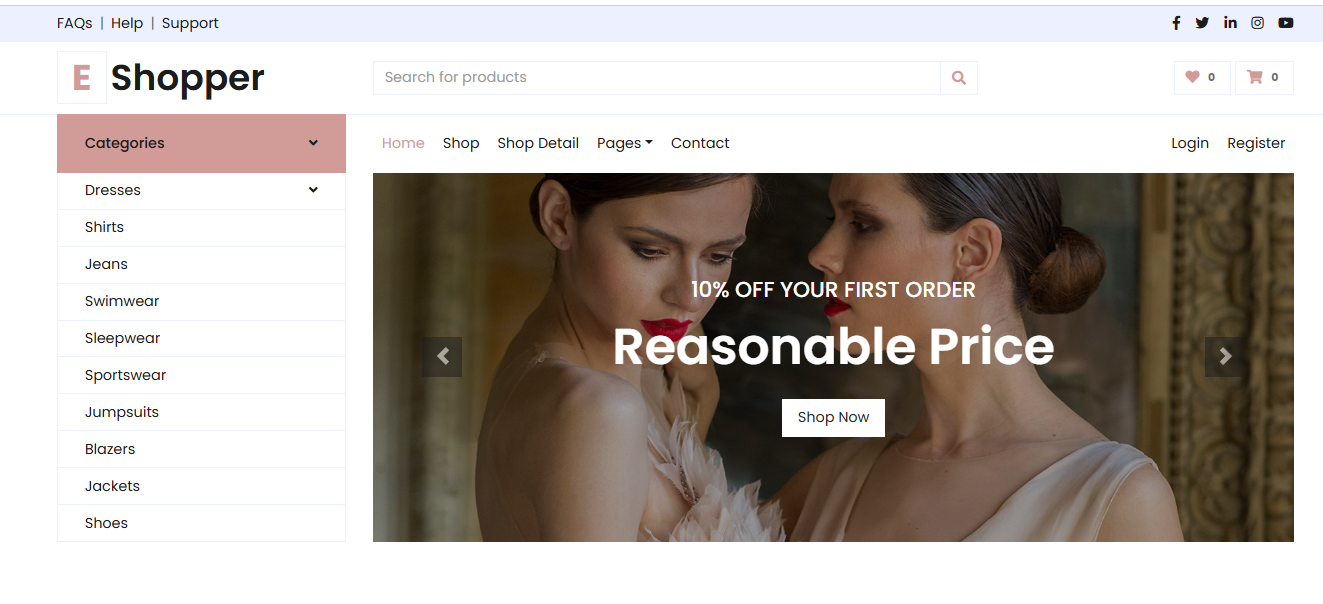 FAQs | Help | Support
E Shopper
Search for products
0
0
Categories
Home Shop Shop Detail Pages Contact
Login Register
Dresses
Shirts
Jeans
Swimwear
Sleepwear
Sportswear
Jumpsuits
Blazers
Jackets
Shoes
10% OFF YOUR FIRST ORDER
Reasonable Price
Shop Now